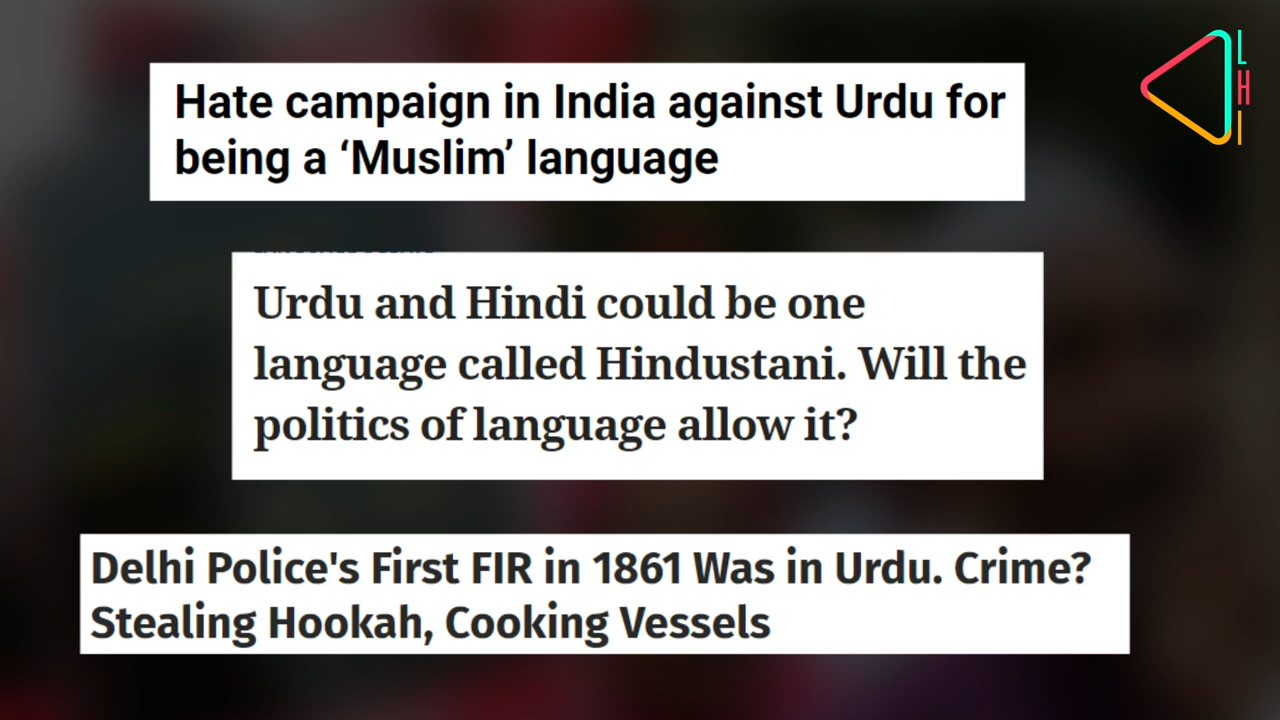 Hate campaign in India against Urdu for
being a ‘Muslim’ language
Urdu and Hindi could be one
language called Hindustani. Will the
politics of language allow it?
Delhi Police's First FIR in 1861 Was in Urdu. Crime?
Stealing Hookah, Cooking Vessels
LHI